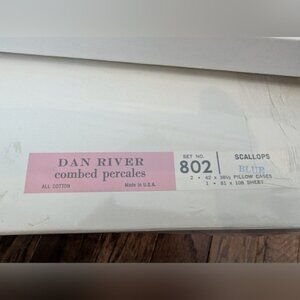 DAN RIVER
combed percales
ALL COTTON Made in U.S.A.
SET NO.
802
SCALLOPS
BLUE
2 • 42 x 38½ PILLOW CASES
1 • 81 x 108 SHEET